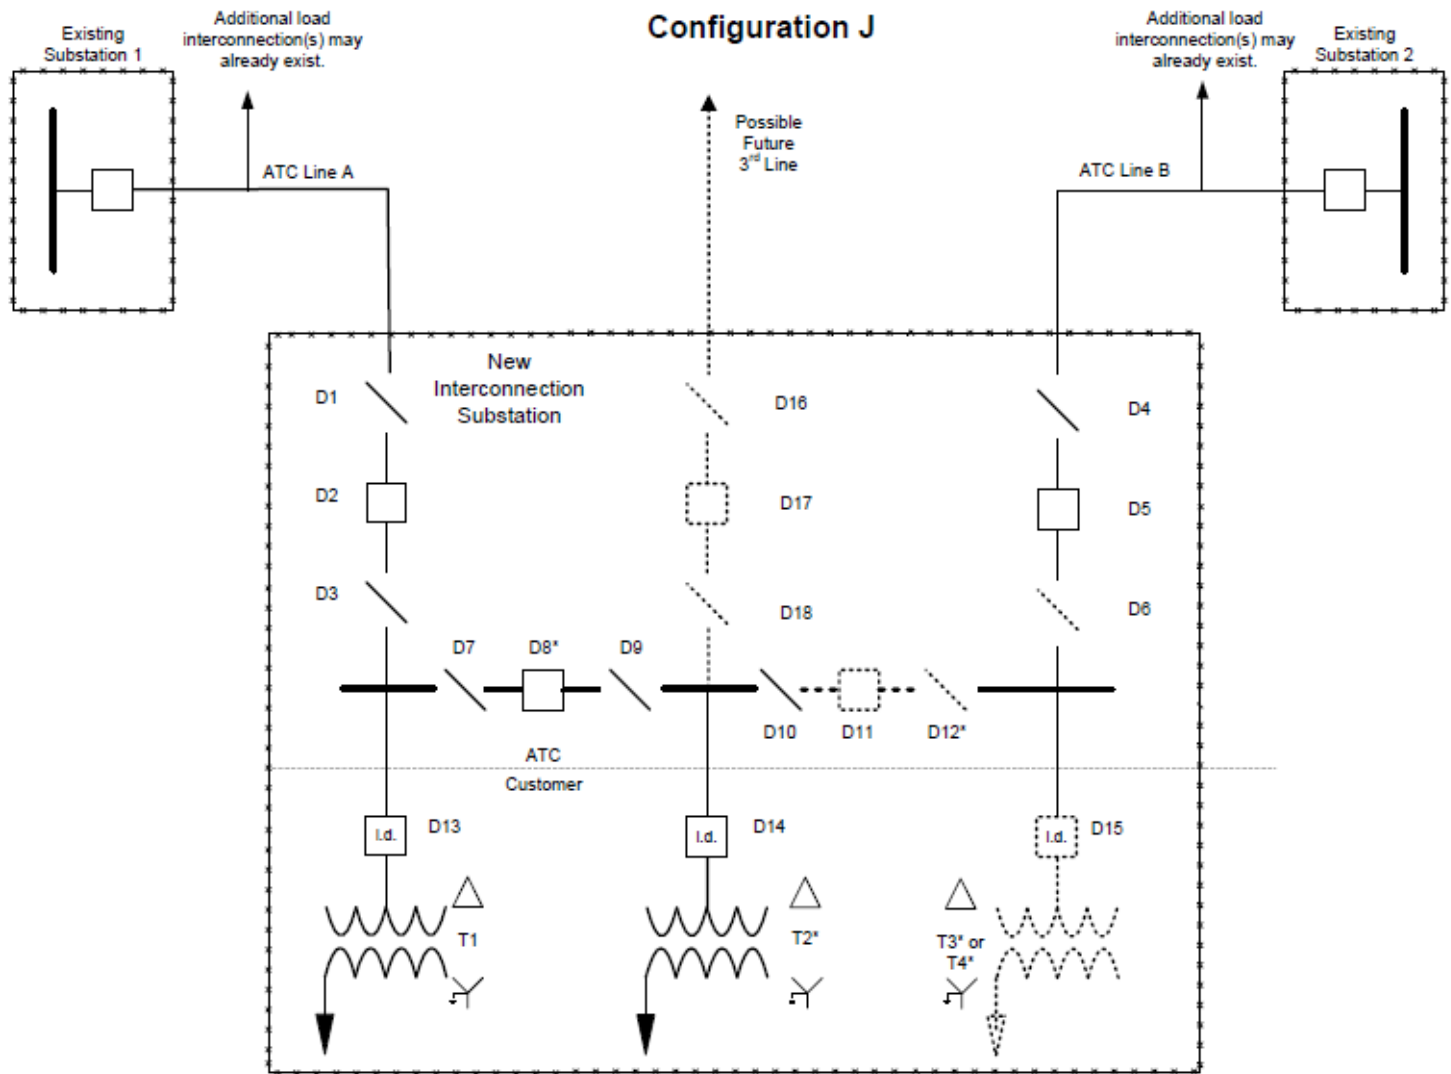 Configuration J
Existing
Substation 1
Additional load
interconnection(s) may
already exist.
Additional load
interconnection(s) may
already exist.
Existing
Substation 2
Possible
Future
3rd Line
ATC Line A
ATC Line B
New
Interconnection
Substation
D1
D16
D4
D2
D17
D5
D3
D18
D6
D7
D8*
D9
D10
D11
D12*
ATC
Customer
I.d.
D13
I.d.
D14
I.d.
D15
T1
T2*
T3* or
T4*